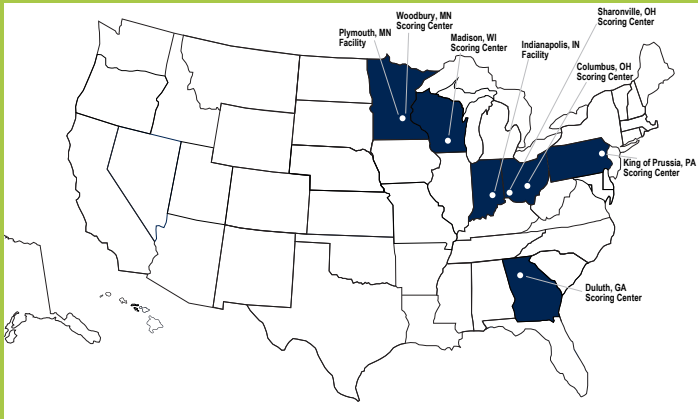 Plymouth, MN
Facility
Woodbury, MN
Scoring Center
Madison, WI
Scoring Center
Indianapolis, IN
Facility
Sharonville, OH
Scoring Center
Columbus, OH
Scoring Center
King of Prussia, PA
Scoring Center
Duluth, GA
Scoring Center